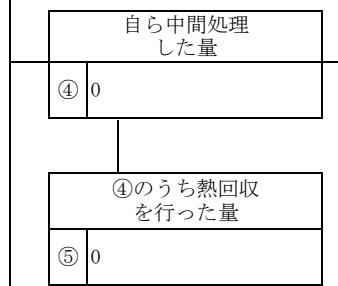 自ら中間処理
した量
④ 0
④のうち熱回収
を行った量
⑤ 0